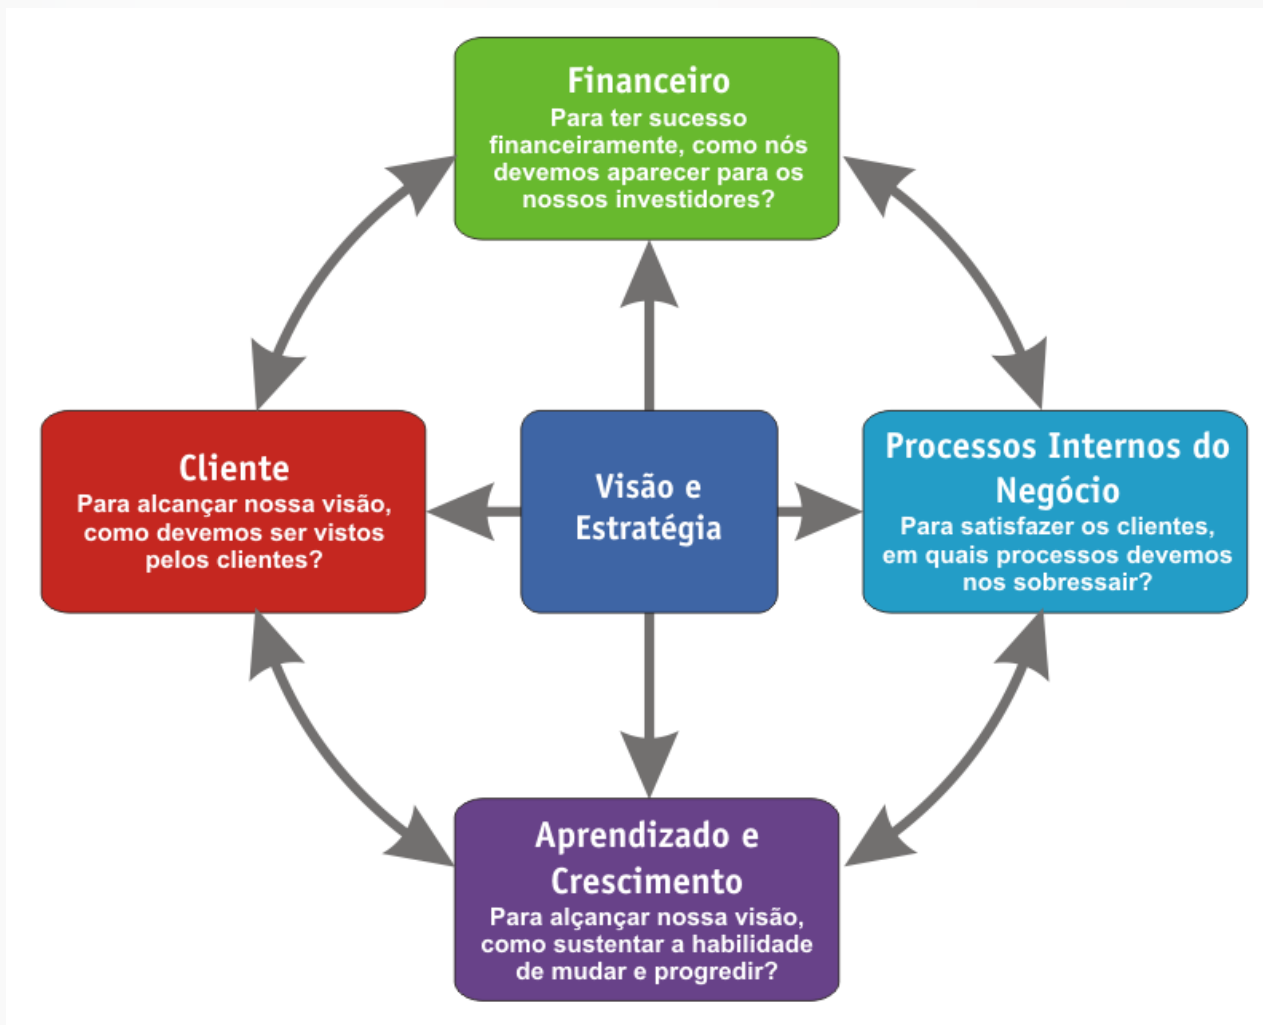 Financeiro
Para ter sucesso
financeiramente, como nós
devemos aparecer para os
nossos investidores?
Cliente
Para alcançar nossa visão,
como devemos ser vistos
pelos clientes?
Visão e
Estratégia
Processos Internos do
Negócio
Para satisfazer os clientes,
em quais processos devemos
nos sobressair?
Aprendizado e
Crescimento
Para alçançar nossa visão,
como sustentar a habilidade
de mudar e progredir?